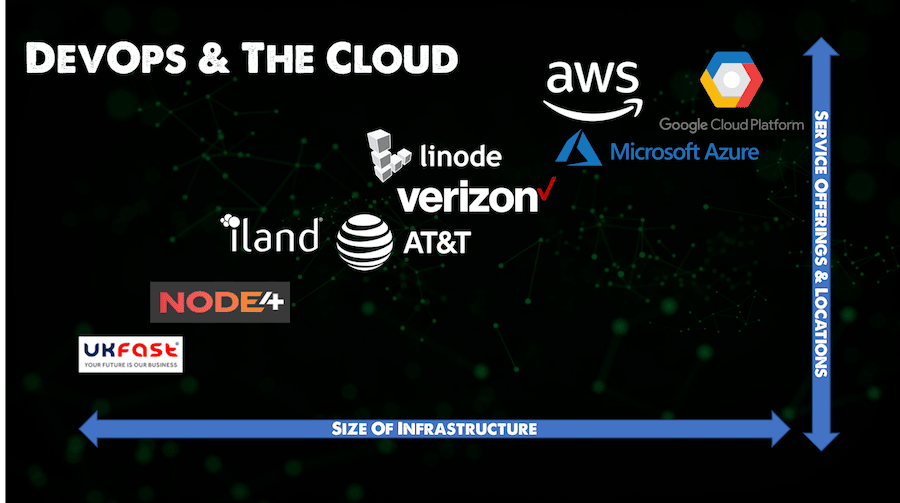 DevOps & The Cloud
aws
Google Cloud Platform
Microsoft Azure
linode
verizon
iland
AT&T
NODE4
UKFAST
YOUR FUTURE IS OUR BUSINESS
Size Of Infrastructure
Service Offerings & Locations